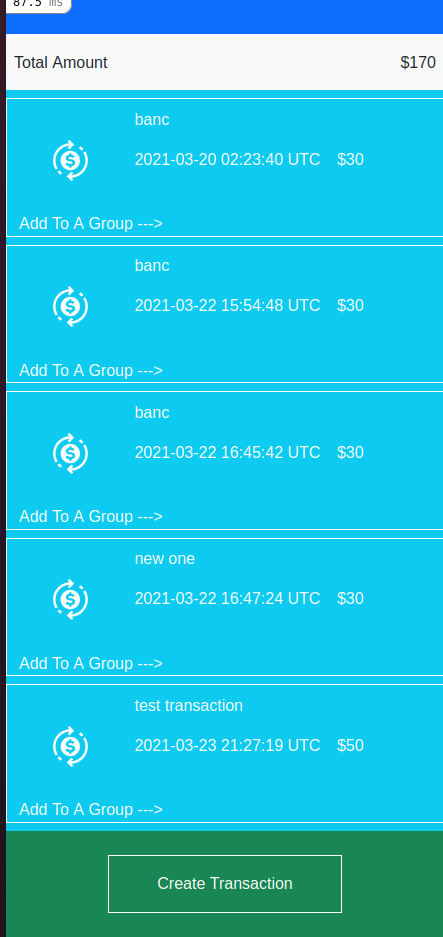 87.5 ms
Total Amount $170
banc
2021-03-20 02:23:40 UTC $30
Add To A Group --->
banc
2021-03-22 15:54:48 UTC $30
Add To A Group --->
banc
2021-03-22 16:45:42 UTC $30
Add To A Group --->
new one
2021-03-22 16:47:24 UTC $30
Add To A Group --->
test transaction
2021-03-23 21:27:19 UTC $50
Add To A Group --->
Create Transaction